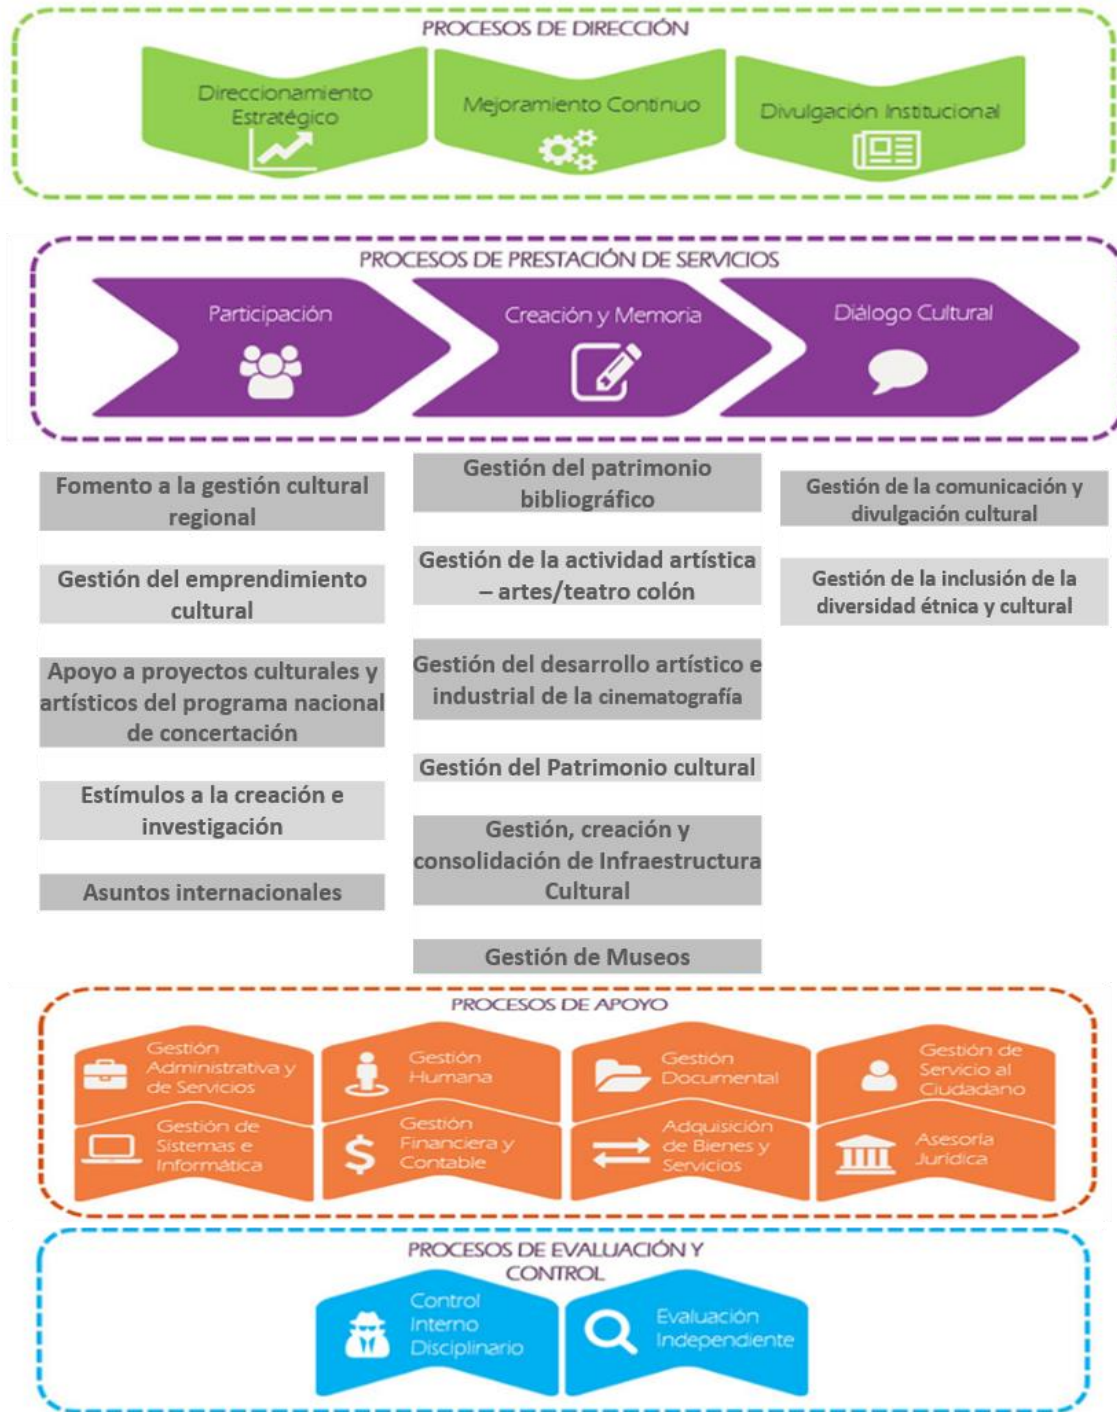 PROCESOS DE DIRECCIÓN
Direccionamiento
Estratégico
Mejoramiento Continuo
Divulgación Institucional
PROCESOS DE PRESTACIÓN DE SERVICIOS
Participación
Creación y Memoria
Diálogo Cultural
Fomento a la gestión cultural
regional
Gestión del emprendimiento
cultural
Apoyo a proyectos culturales y
artísticos del programa nacional
de concertación
Estímulos a la creación e
investigación
Asuntos internacionales
Gestión del patrimonio
bibliográfico
Gestión de la actividad artística
– artes/teatro colón
Gestión del desarrollo artístico e
industrial de la cinematografía
Gestión del Patrimonio cultural
Gestión, creación y
consolidación de Infraestructura
Cultural
Gestión de Museos
Gestión de la comunicación y
divulgación cultural
Gestión de la inclusión de la
diversidad étnica y cultural
PROCESOS DE APOYO
Gestión
Administrativa y
de Servicios
Gestión
Humana
Gestión
Documental
Gestión de
Servicio al
Ciudadano
Gestión de
Sistemas e
Informática
Gestión
Financiera y
Contable
Adquisición
de Bienes y
Servicios
Asesoría
Jurídica
PROCESOS DE EVALUACIÓN Y
CONTROL
Control
Interno
Disciplinario
Evaluación
Independiente